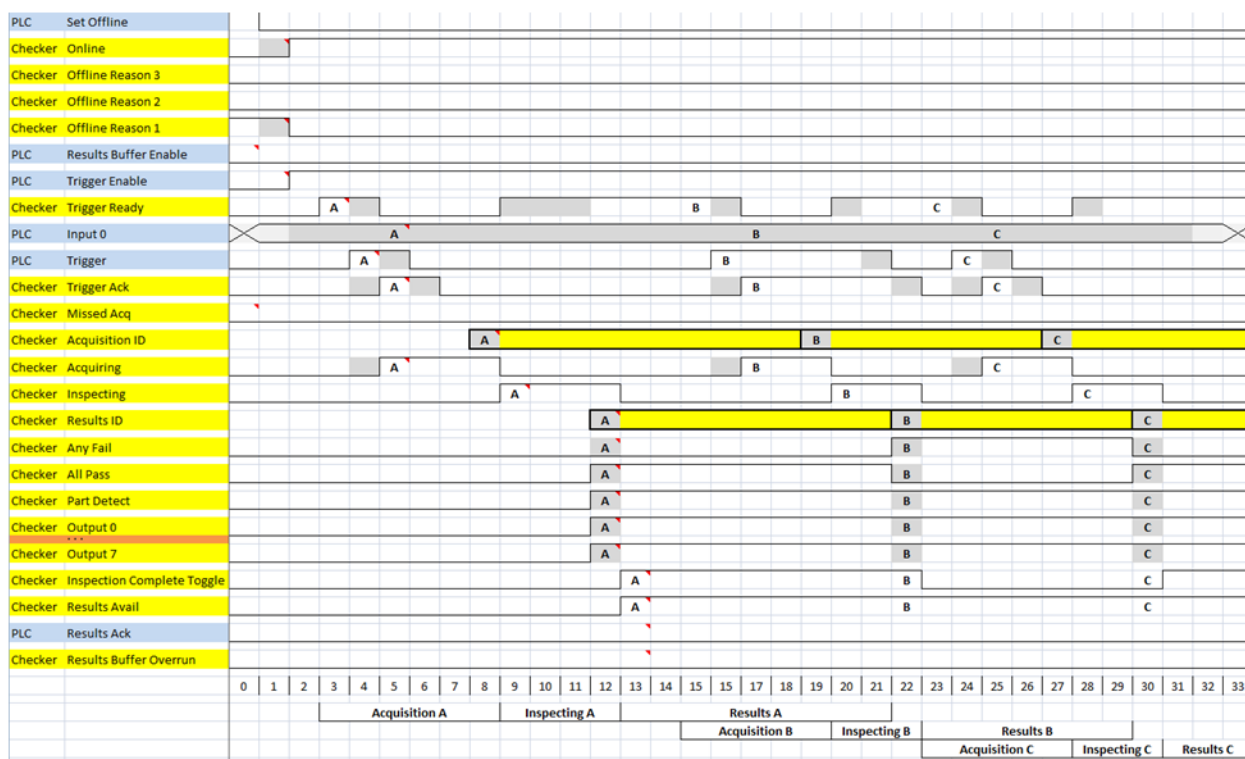 PLC Set Offline
Checker Online
Checker Offline Reason 3
Checker Offline Reason 2
Checker Offline Reason 1
PLC Results Buffer Enable
PLC Trigger Enable
Checker Trigger Ready A B C
PLC Input 0 A B C
PLC Trigger A B C
Checker Trigger Ack A B C
Checker Missed Acq
Checker Acquisition ID A B C
Checker Acquiring A B C
Checker Inspecting A B C
Checker Results ID A B C
Checker Any Fail A B C
Checker All Pass A B C
Checker Part Detect A B C
Checker Output 0 A B C
...
Checker Output 7 A B C
Checker Inspection Complete Toggle A B C
Checker Results Avail A B C
PLC Results Ack
Checker Results Buffer Overrun
0 1 2 3 4 5 6 7 8 9 10 11 12 13 14 15 15 17 18 19 20 21 22 23 24 25 26 27 28 29 30 31 32 33
Acquisition A Inspecting A Results A
Acquisition B Inspecting B Results B
Acquisition C Inspecting C Results C